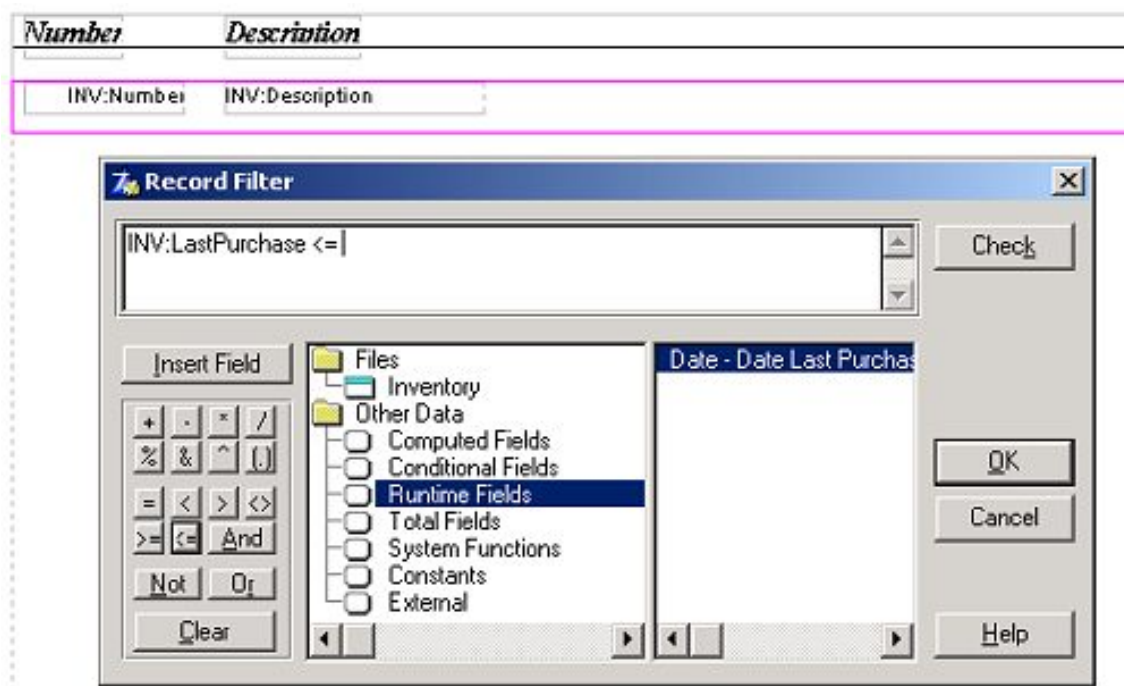 Number Description
INV:Number INV:Description
Record Filter
INV:LastPurchase <=
Check
Insert Field
Files
Inventory
Other Data
Computed Fields
Conditional Fields
Runtime Fields
Total Fields
System Functions
Constants
External
Date - Date Last Purchas
+ - * /
% & ^ (.)
= < > <>
>= <= And
Not Or
Clear
OK
Cancel
Help